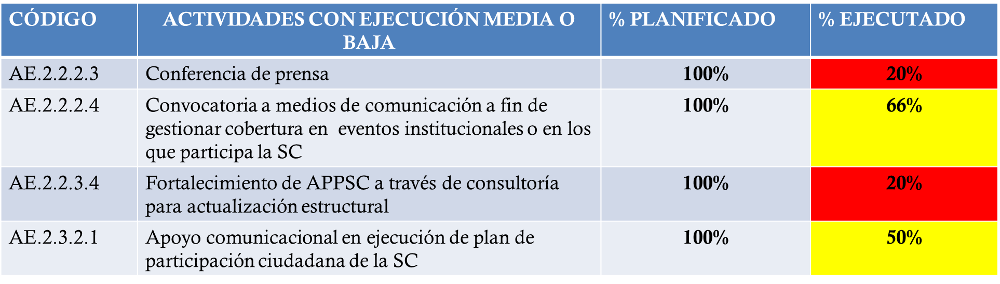 CÓDIGO ACTIVIDADES CON EJECUCIÓN MEDIA O % PLANIFICADO % EJECUTADO
BAJA
AE.2.2.2.3 Conferencia de prensa 100% 20%
AE.2.2.2.4 Convocatoria a medios de comunicación a fin de 100% 66%
gestionar cobertura en eventos institucionales o en los
que participa la SC
AE.2.2.3.4 Fortalecimiento de APPSC a través de consultoría 100% 20%
para actualización estructural
AE.2.3.2.1 Apoyo comunicacional en ejecución de plan de 100% 50%
participación ciudadana de la SC